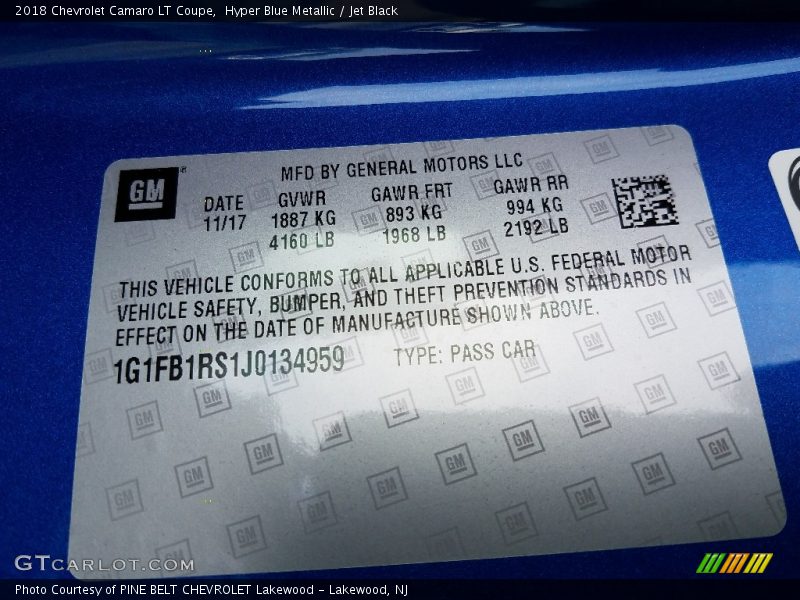 2018 Chevrolet Camaro LT Coupe,  Hyper Blue Metallic / Jet Black
GM
MFD BY GENERAL MOTORS LLC
DATE GVWR GAWR FRT GAWR RR
11/17 1887 KG 893 KG 994 KG
4160 LB 1968 LB 2192 LB
THIS VEHICLE CONFORMS TO ALL APPLICABLE U.S. FEDERAL MOTOR
VEHICLE SAFETY, BUMPER, AND THEFT PREVENTION STANDARDS IN
EFFECT ON THE DATE OF MANUFACTURE SHOWN ABOVE.
1G1FB1RS1J0134959 TYPE: PASS CAR
GTCARLOT.COM
Photo Courtesy of PINE BELT CHEVROLET Lakewood - Lakewood, NJ